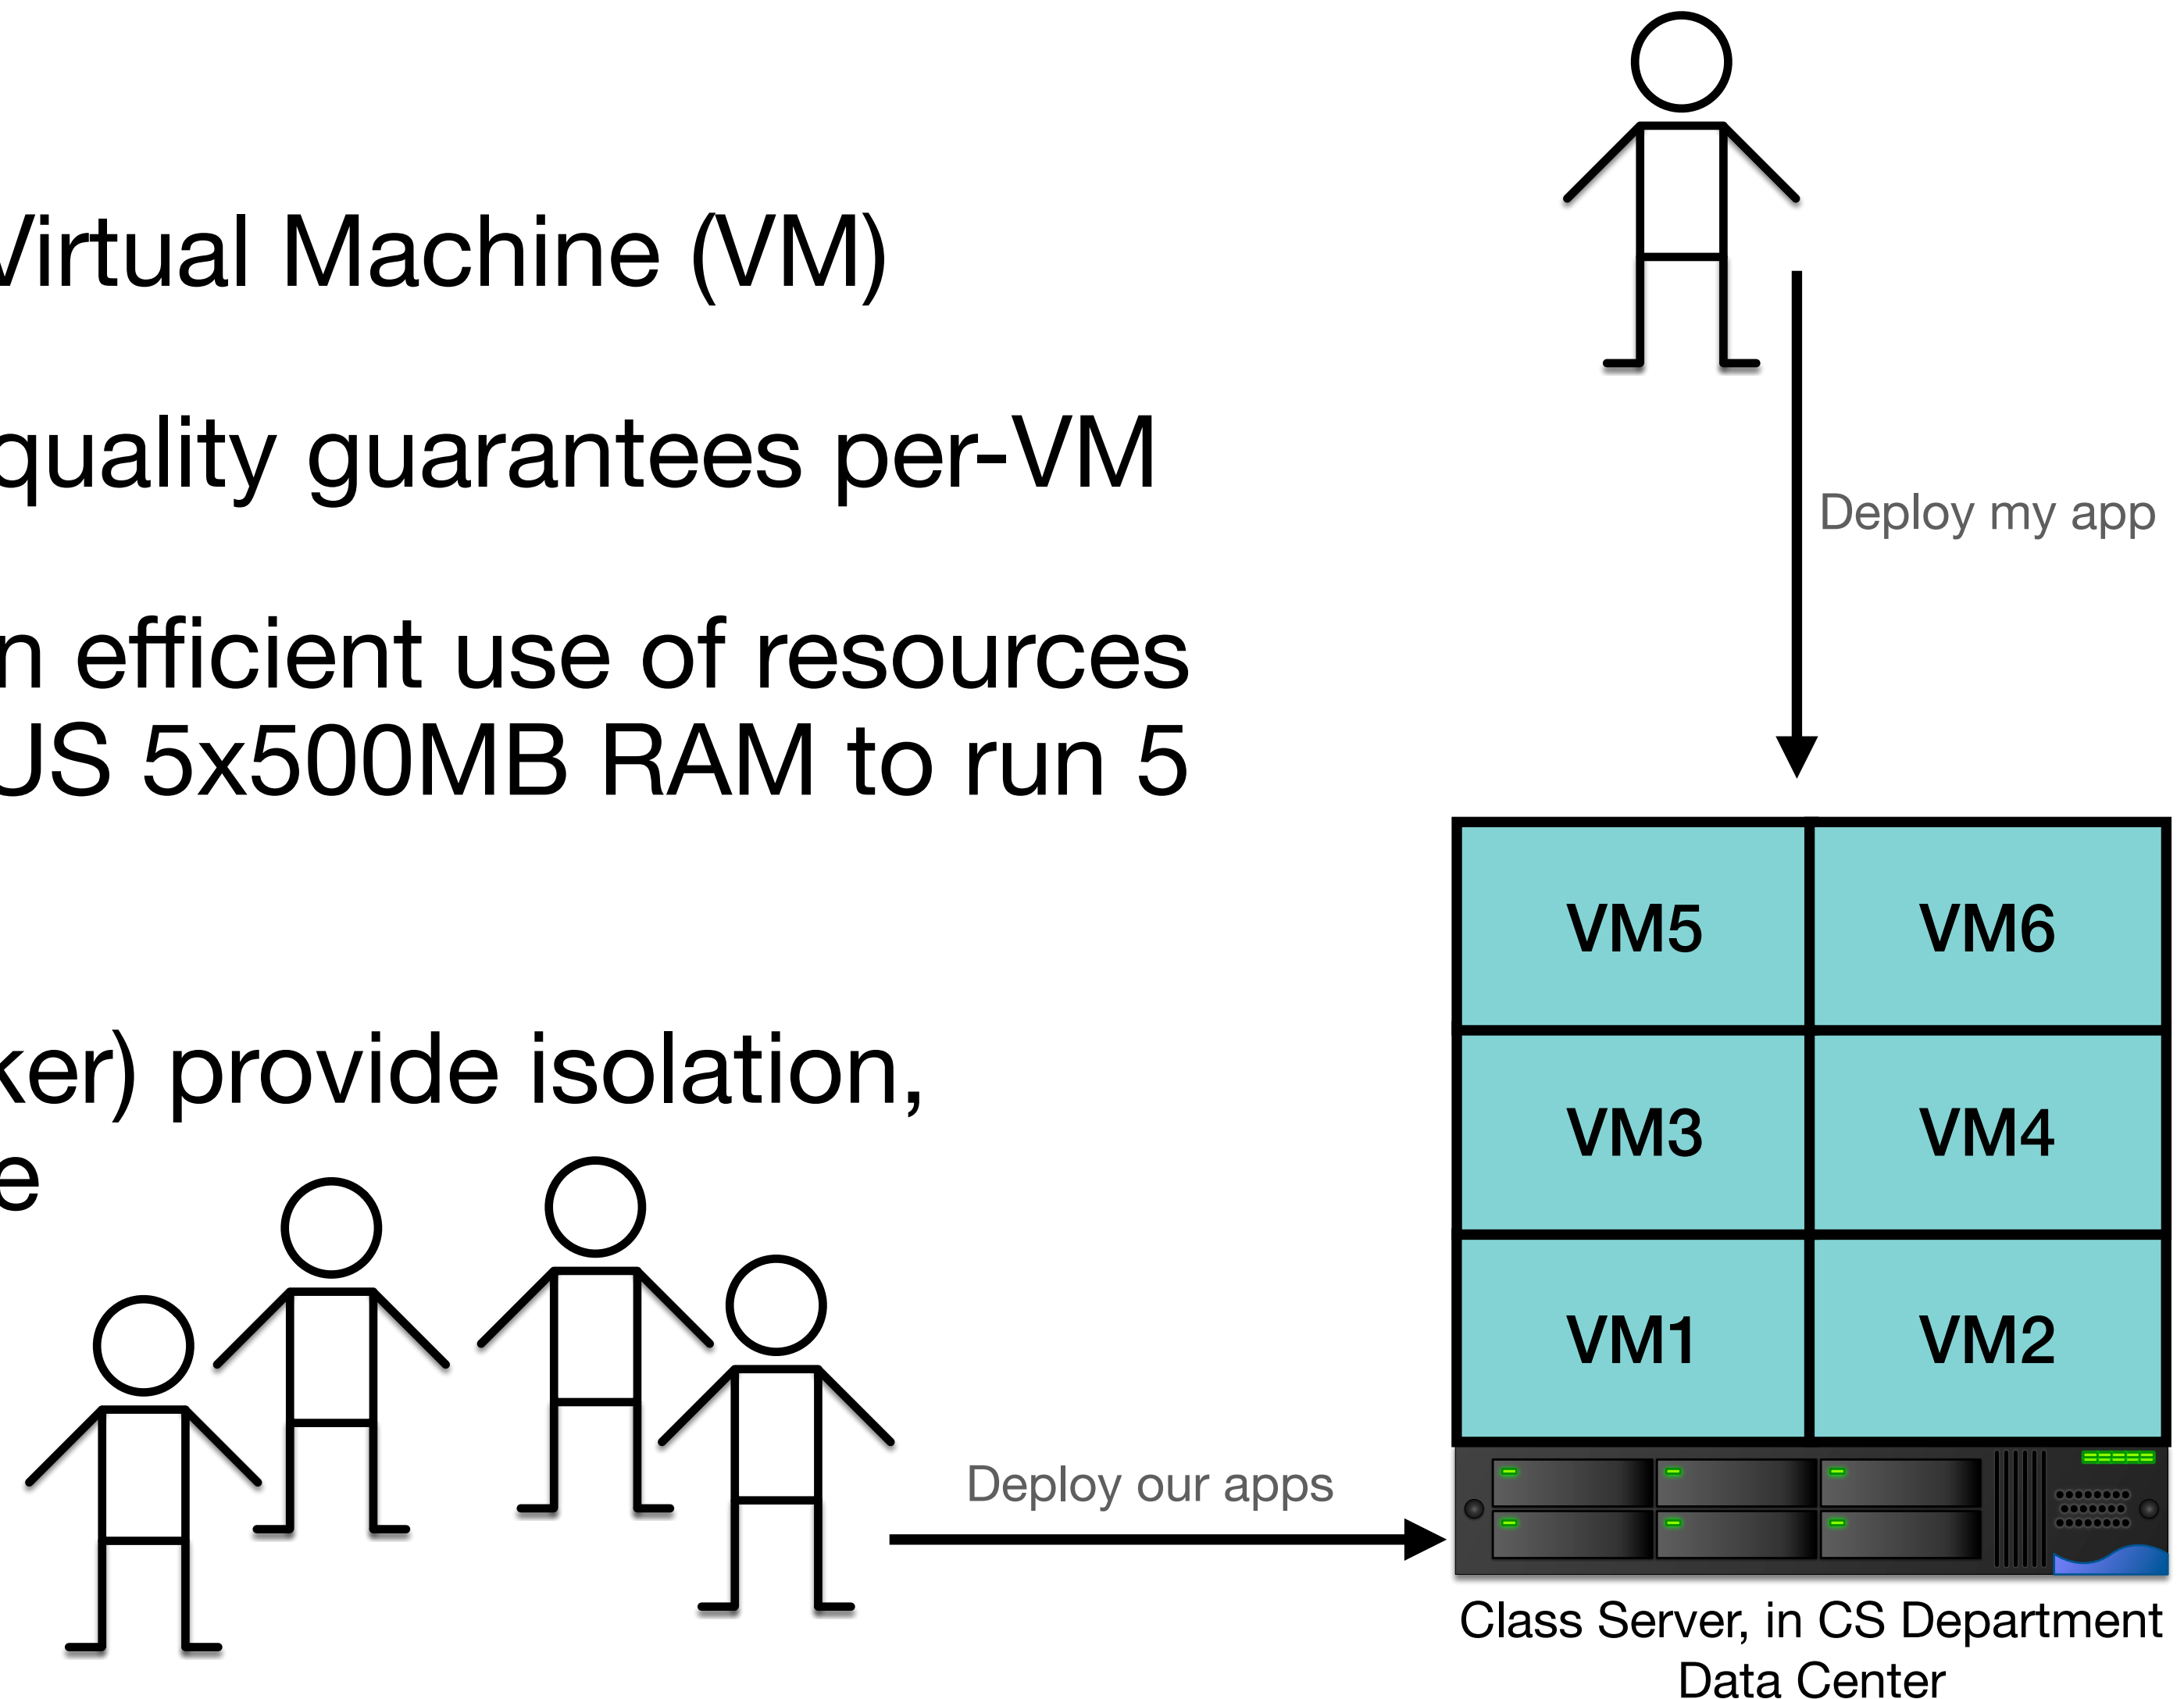 Virtual Machine (VM)
quality guarantees per-VM
n efficient use of resources
US 5x500MB RAM to run 5
ker) provide isolation,
e
Deploy my app
VM5
VM6
VM3
VM4
VM1
VM2
Deploy our apps
Class Server, in CS Department
Data Center